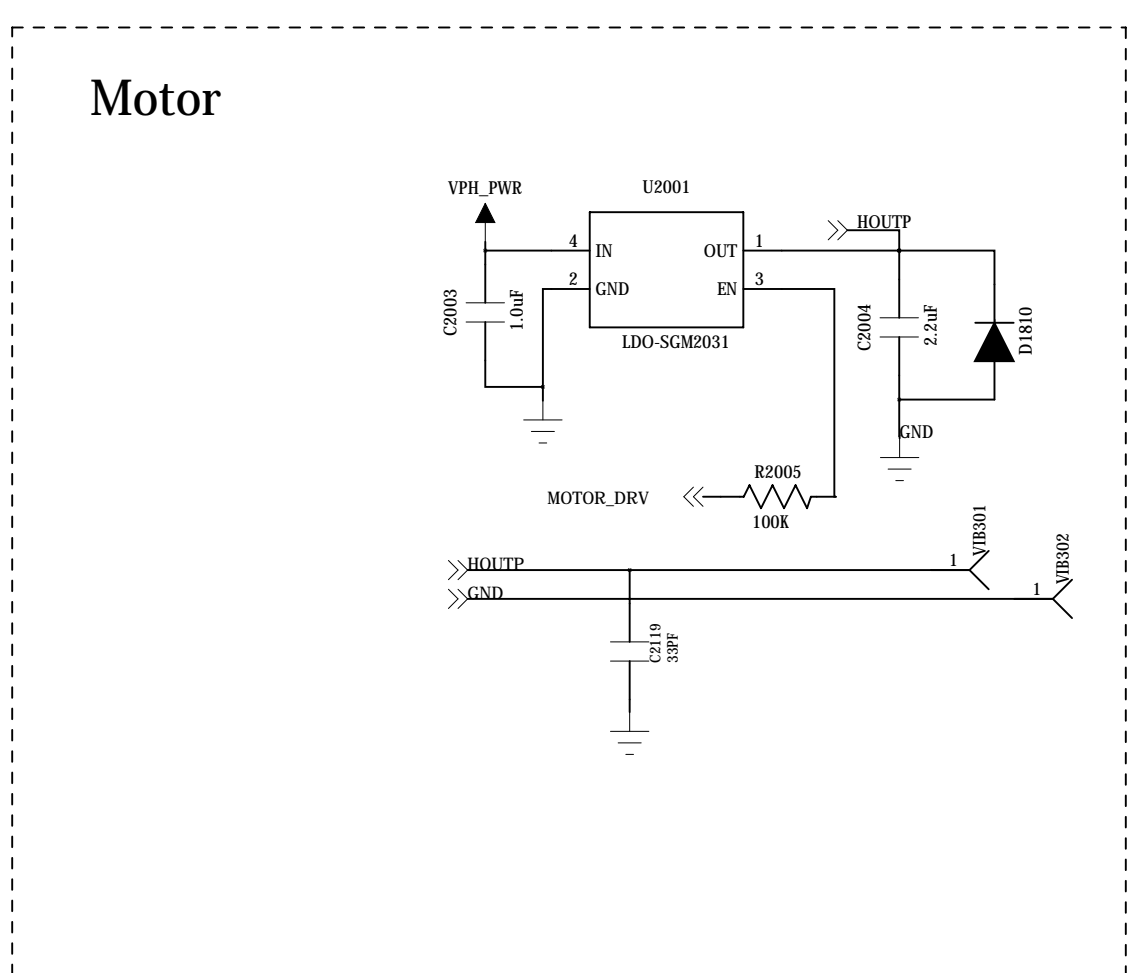 Motor
VPH_PWR
U2001
HOUTP
4
IN
OUT
1
2
GND
EN
3
C2003
1.0uF
LDO-SGM2031
C2004
2.2uF
D1810
GND
R2005
MOTOR_DRV
100K
VIB301
VIB302
HOUTP
1
GND
1
C2119
33PF